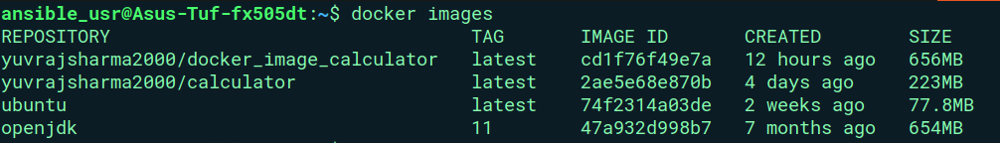 ansible_usr@Asus-Tuf-fx505dt:~$ docker images
REPOSITORY TAG IMAGE ID CREATED SIZE
yuvrajsharma2000/docker_image_calculator latest cd1f76f49e7a 12 hours ago 656MB
yuvrajsharma2000/calculator latest 2ae5e68e870b 4 days ago 223MB
ubuntu latest 74f2314a03de 2 weeks ago 77.8MB
openjdk 11 47a932d998b7 7 months ago 654MB